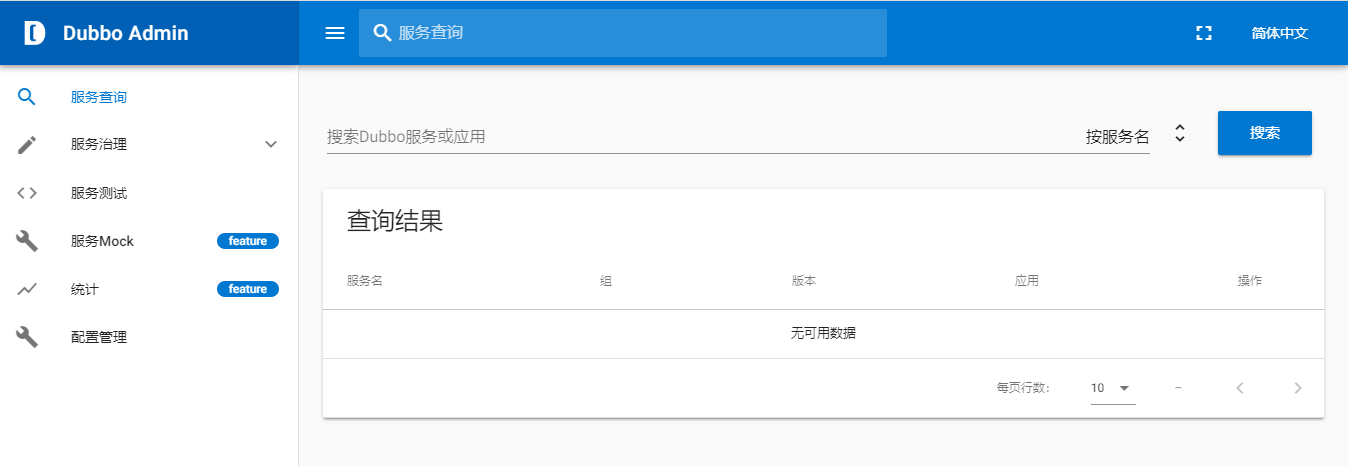 Dubbo Admin
服务查询
简体中文
服务查询
服务治理
服务测试
服务Mock
feature
统计
feature
配置管理
搜索Dubbo服务或应用
按服务名
搜索
查询结果
服务名 组 版本 应用 操作
无可用数据
每页行数: 10 –